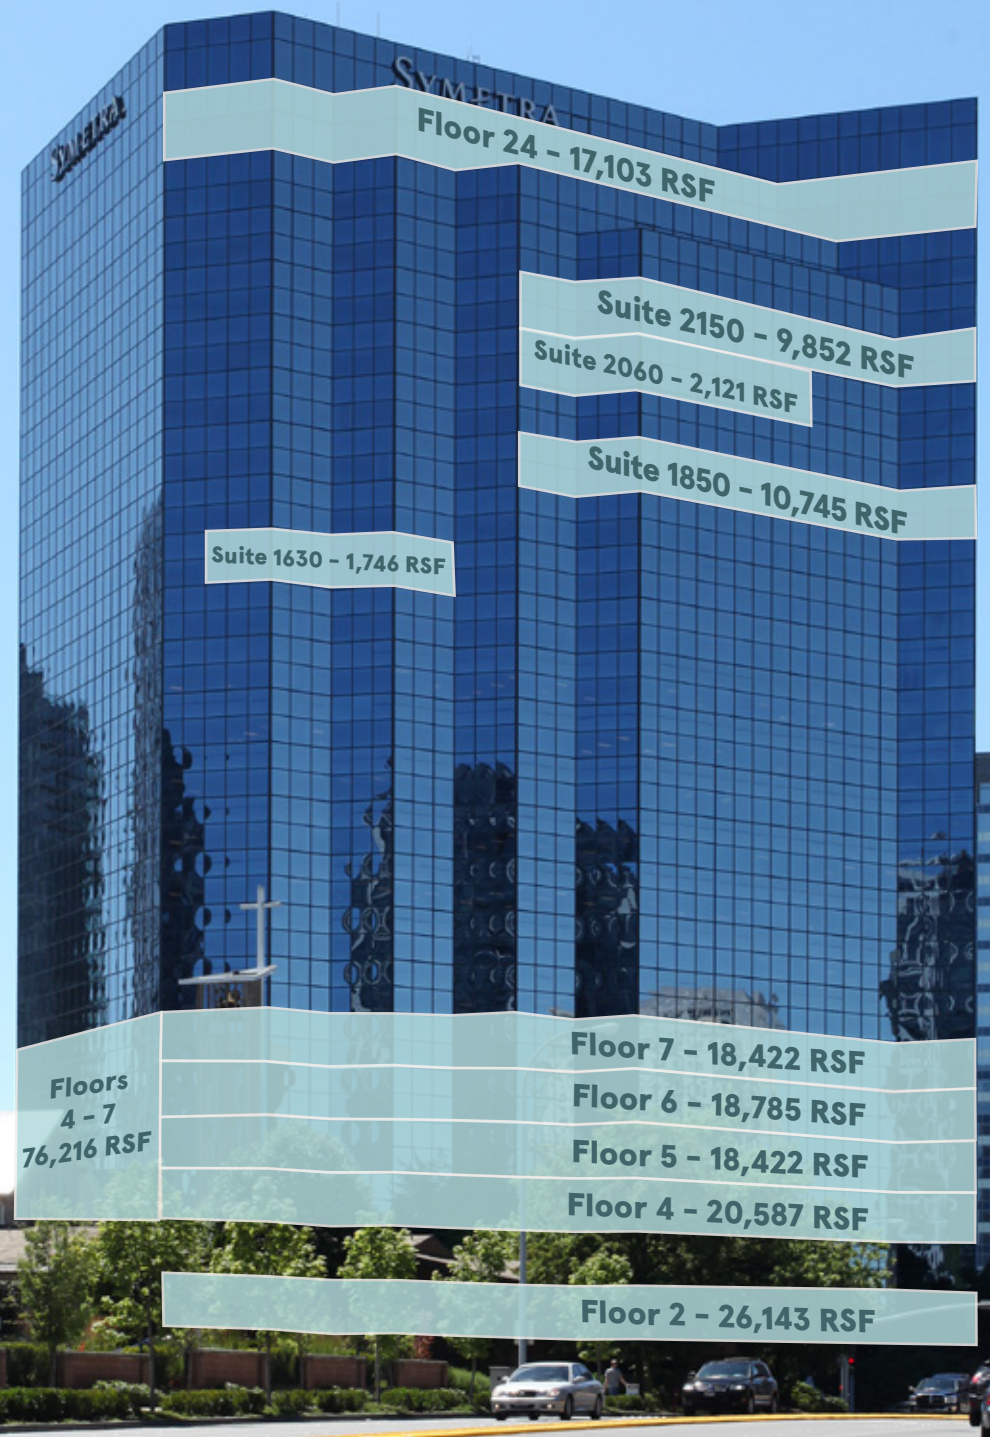 SYMETRA
SYMETRA
Floor 24 – 17,103 RSF
Suite 2150 – 9,852 RSF
Suite 2060 – 2,121 RSF
Suite 1850 – 10,745 RSF
Suite 1630 – 1,746 RSF
Floors
4 – 7
76,216 RSF
Floor 7 – 18,422 RSF
Floor 6 – 18,785 RSF
Floor 5 – 18,422 RSF
Floor 4 – 20,587 RSF
Floor 2 – 26,143 RSF